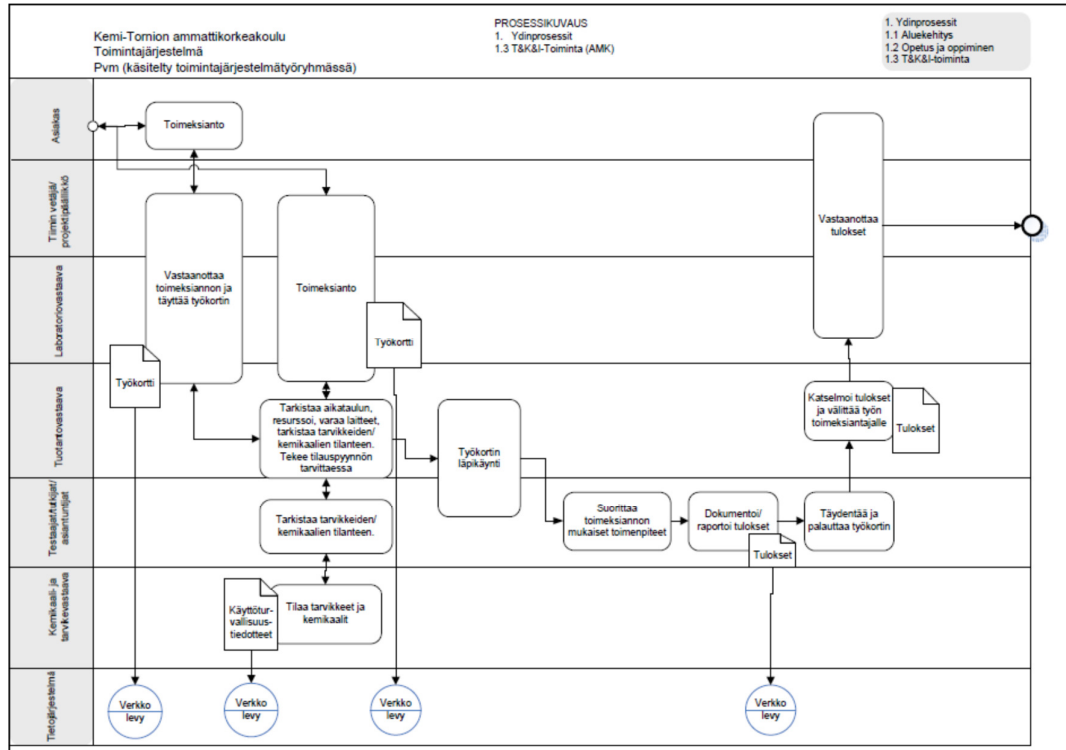 Kemi-Tornion ammattikorkeakoulu
Toimintajärjestelmä
Pvm (käsitelty toimintajärjestelmätyöryhmässä)
PROSESSIKUVAUS
1. Ydinprosessit
1.3 T&K&I-Toiminta (AMK)
1. Ydinprosessit
1.1 Aluekehitys
1.2 Opetus ja oppiminen
1.3 T&K&I-toiminta
Asiakas
Toimeksianto
Tiimin vetäjä/
projektipäällikkö
Vastaanottaa
toimeksiannon ja
täyttää työkortin
Toimeksianto
Vastaanottaa
tulokset
Laboratoriovastaava
Työkortti
Työkortti
Tuotantovastaava
Tarkistaa aikataulun,
resurssoi, varaa laitteet,
tarkistaa tarvikkeiden/
kemikaalien tilanteen.
Tekee tilauspyynnön
tarvittaessa
Työkortin
läpikäynti
Katselmoi tulokset
ja välittää työn
toimeksiantajalle
Tulokset
Testaajat/tutkijat/
asiantuntijat
Tarkistaa tarvikkeiden/
kemikaalien tilanteen.
Suorittaa
toimeksiannon
mukaiset toimenpiteet
Dokumentoi/
raportoi tulokset
Tulokset
Täydentää ja
palauttaa työkortin
Kemikaali- ja
tarvikevastaava
Käyttötur-
vallisuus-
tiedotteet
Tilaa tarvikkeet ja
kemikaalit
Tietojärjestelmä
Verkko
levy
Verkko
levy
Verkko
levy
Verkko
levy